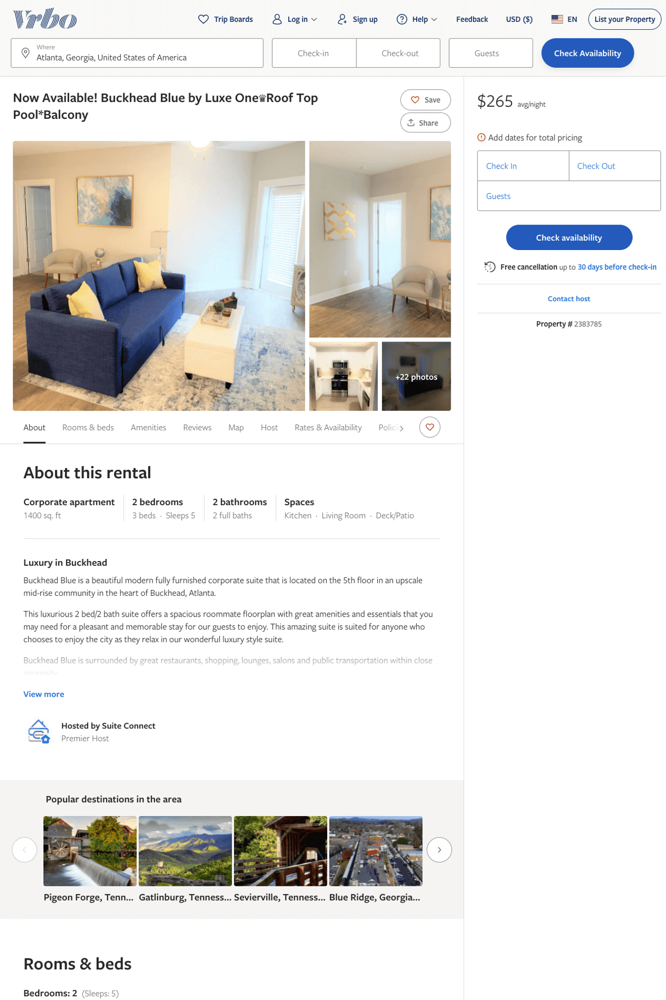 Vrbo
Trip Boards
Log in
Sign up
Help
Feedback
USD ($)
EN
List your Property
Where
Atlanta, Georgia, United States of America
Check-in
Check-out
Guests
Check Availability
Now Available! Buckhead Blue by Luxe One♛Roof Top
Pool*Balcony
Save
Share
+22 photos
$265 avg/night
Add dates for total pricing
Check In
Check Out
Guests
Check availability
Free cancellation up to 30 days before check-in
Contact host
Property # 2383785
About
Rooms & beds
Amenities
Reviews
Map
Host
Rates & Availability
Polici
About this rental
Corporate apartment
1400 sq. ft
2 bedrooms
3 beds · Sleeps 5
2 bathrooms
2 full baths
Spaces
Kitchen · Living Room · Deck/Patio
Luxury in Buckhead
Buckhead Blue is a beautiful modern fully furnished corporate suite that is located on the 5th floor in an upscale
mid-rise community in the heart of Buckhead, Atlanta.
This luxurious 2 bed/2 bath suite offers a spacious roommate floorplan with great amenities and essentials that you
may need for a pleasant and memorable stay for our guests to enjoy. This amazing suite is suited for anyone who
chooses to enjoy the city as they relax in our wonderful luxury style suite.
Buckhead Blue is surrounded by great restaurants, shopping, lounges, salons and public transportation within close
proximity
View more
Hosted by Suite Connect
Premier Host
Popular destinations in the area
Pigeon Forge, Tenn...
Gatlinburg, Tenness...
Sevierville, Tenness...
Blue Ridge, Georgia...
Rooms & beds
Bedrooms: 2 (Sleeps: 5)